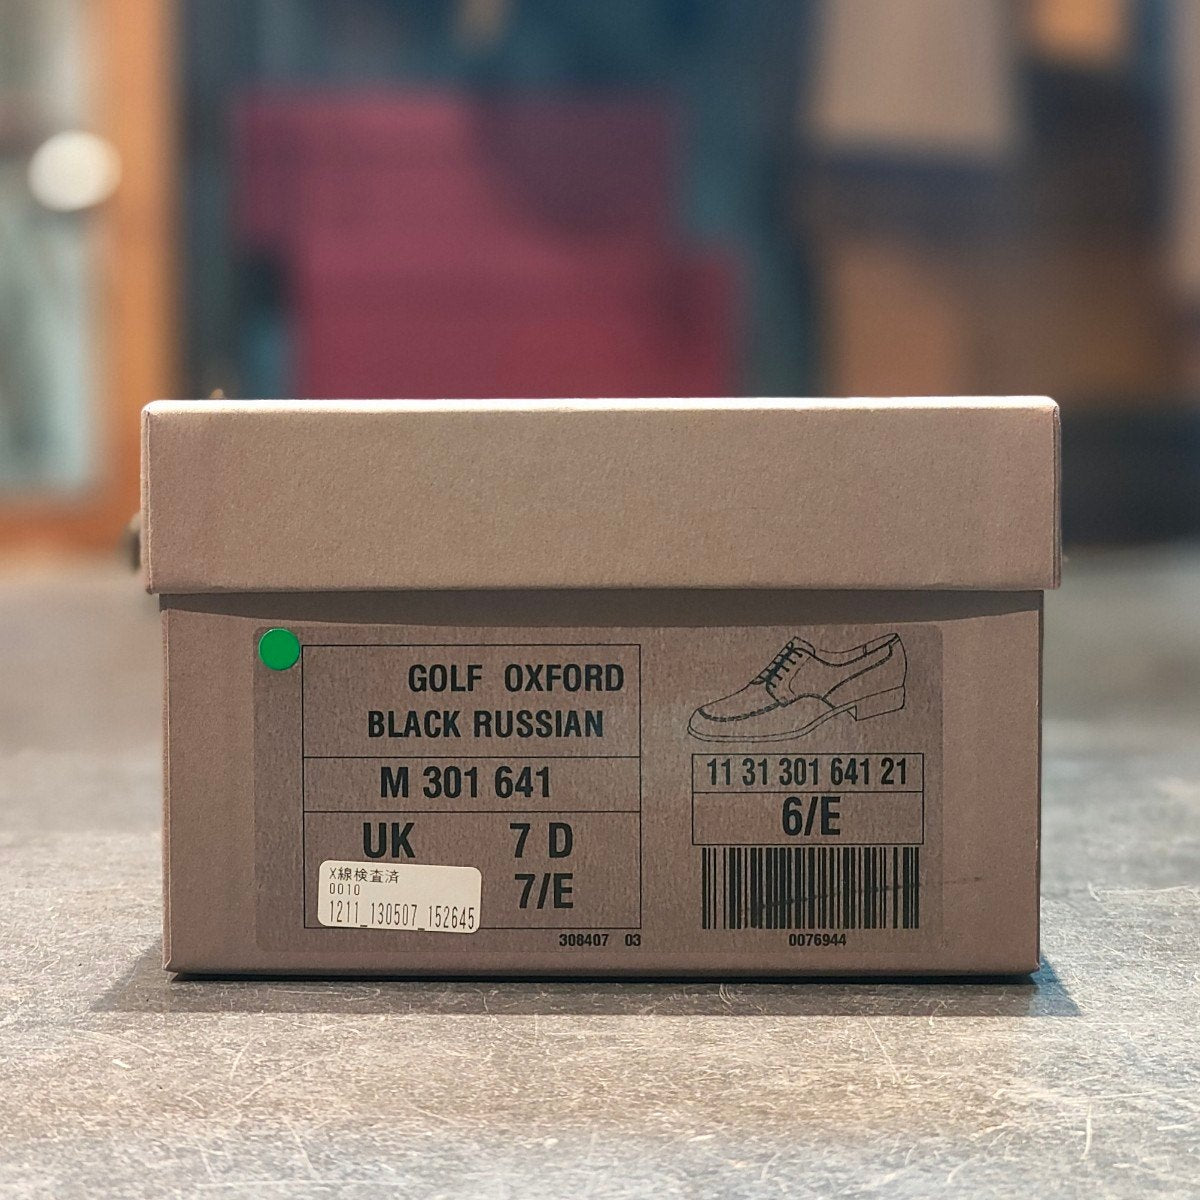 GOLF OXFORD
BLACK RUSSIAN
M 301 641
UK 7 D
7/E
X線検査済
0010
1211_130507_152645
308407 03
11 31 301 641 21
6/E
0076944